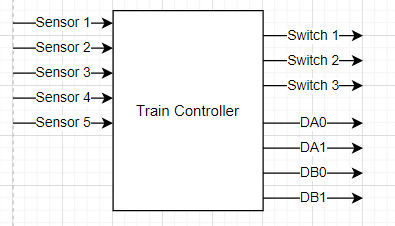 Sensor 1
Sensor 2
Sensor 3
Sensor 4
Sensor 5
Train Controller
Switch 1
Switch 2
Switch 3
DA0
DA1
DB0
DB1